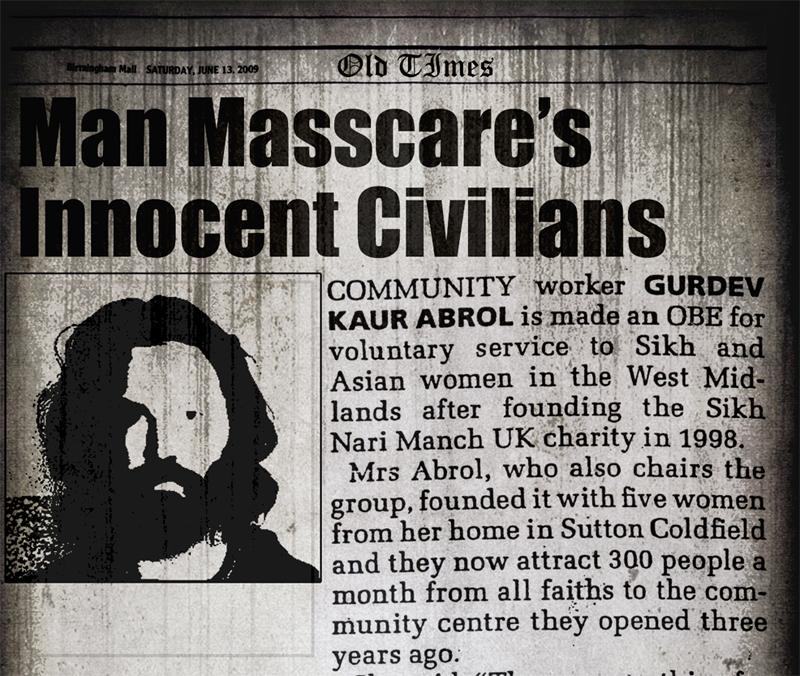 Birmingham Mail SATURDAY, JUNE 13, 2009
Old TImes
Man Masscare's
Innocent Civilians
COMMUNITY worker GURDEV
KAUR ABROL is made an OBE for
voluntary service to Sikh and
Asian women in the West Mid-
lands after founding the Sikh
Nari Manch UK charity in 1998.
Mrs Abrol, who also chairs the
group, founded it with five women
from her home in Sutton Coldfield
and they now attract 300 people a
month from all faiths to the com-
munity centre they opened three
years ago.